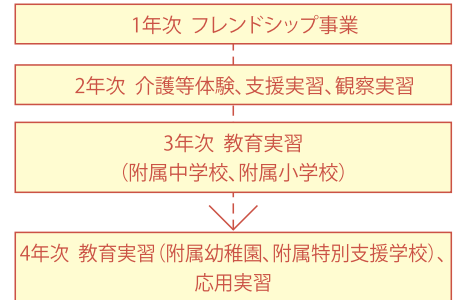 1年次 フレンドシップ事業
2年次 介護等体験、支援実習、観察実習
3年次 教育実習
（附属中学校、附属小学校）
4年次 教育実習（附属幼稚園、附属特別支援学校）、
応用実習